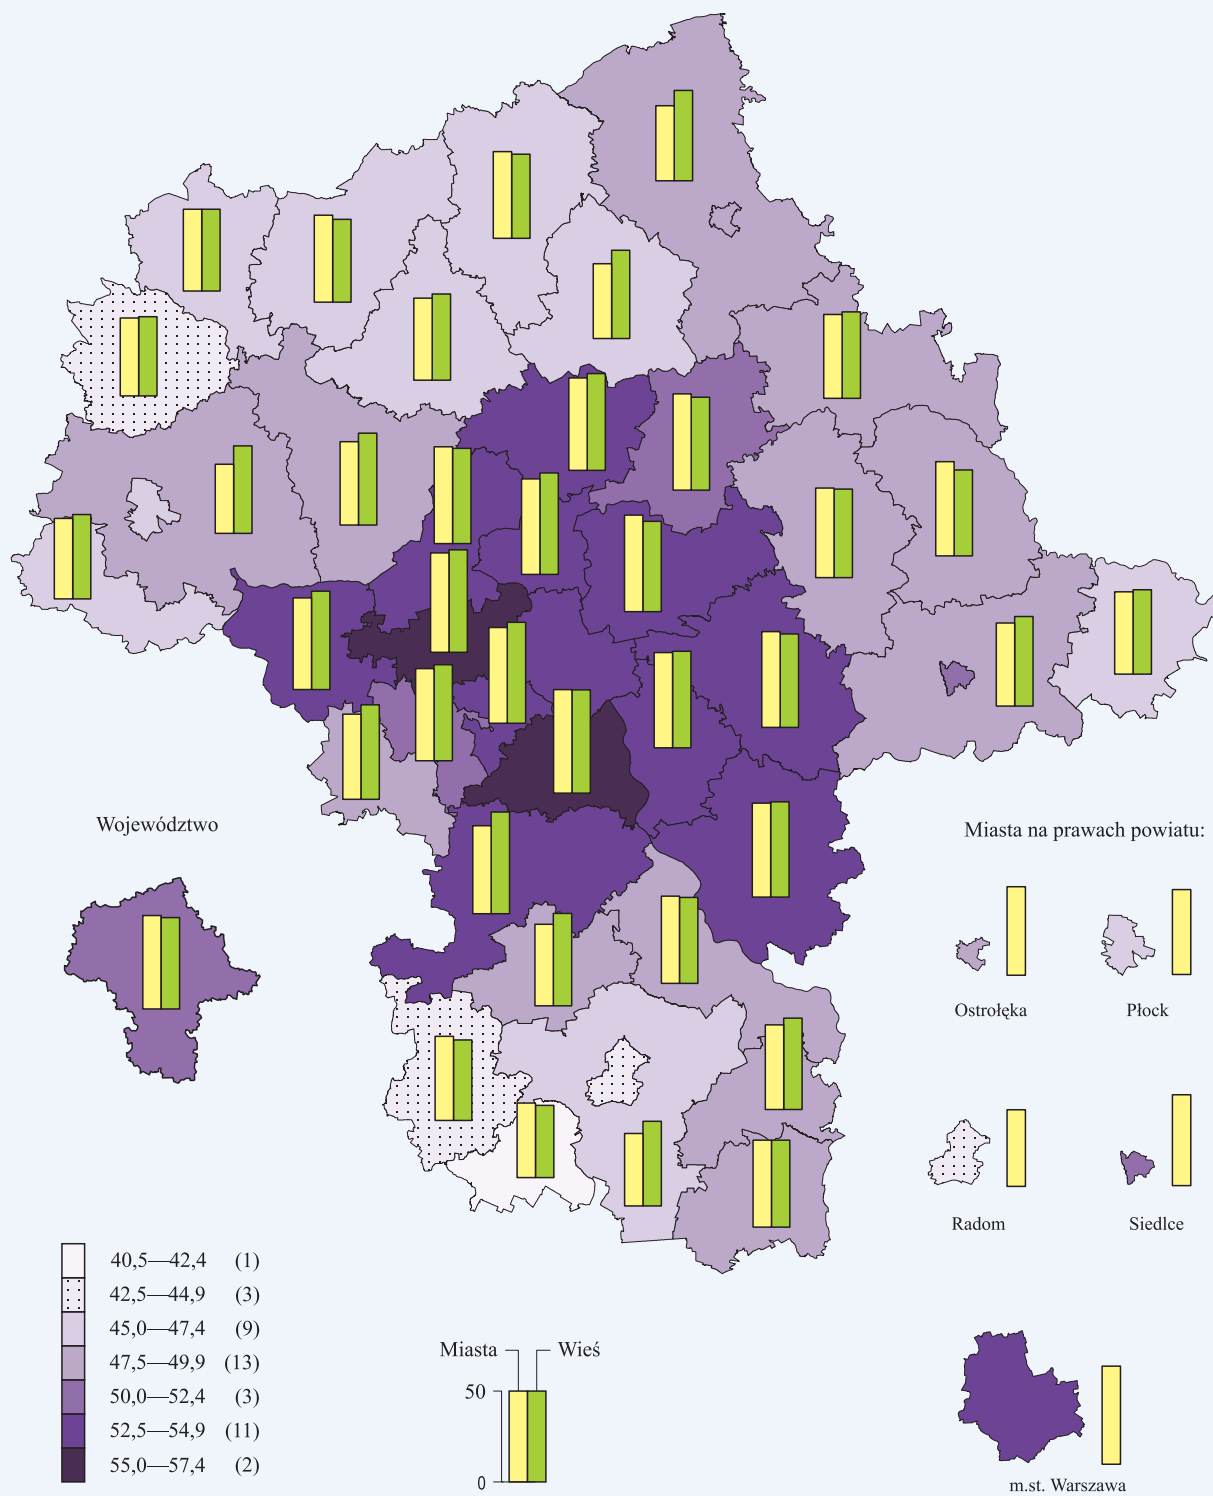 Województwo
Miasta na prawach powiatu:
Ostrołęka
Płock
Radom
Siedlce
40,5—42,4 (1)
42,5—44,9 (3)
45,0—47,4 (9)
47,5—49,9 (13)
50,0—52,4 (3)
52,5—54,9 (11)
55,0—57,4 (2)
Miasta Wieś
50
0
m.st. Warszawa